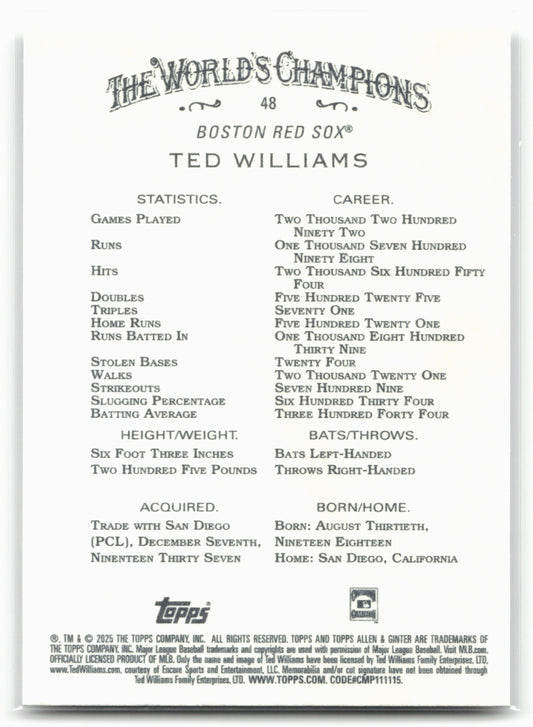 THE WORLD'S CHAMPIONS
48
BOSTON RED SOX®
TED WILLIAMS
STATISTICS. CAREER.
GAMES PLAYED TWO THOUSAND TWO HUNDRED
NINETY TWO
RUNS ONE THOUSAND SEVEN HUNDRED
NINETY EIGHT
HITS TWO THOUSAND SIX HUNDRED FIFTY
FOUR
DOUBLES FIVE HUNDRED TWENTY FIVE
TRIPLES SEVENTY ONE
HOME RUNS FIVE HUNDRED TWENTY ONE
RUNS BATTED IN ONE THOUSAND EIGHT HUNDRED
THIRTY NINE
STOLEN BASES TWENTY FOUR
WALKS TWO THOUSAND TWENTY ONE
STRIKEOUTS SEVEN HUNDRED NINE
SLUGGING PERCENTAGE SIX HUNDRED THIRTY FOUR
BATTING AVERAGE THREE HUNDRED FORTY FOUR
HEIGHT/WEIGHT. BATS/THROWS.
SIX FOOT THREE INCHES BATS LEFT-HANDED
TWO HUNDRED FIVE POUNDS THROWS RIGHT-HANDED
ACQUIRED. BORN/HOME.
TRADE WITH SAN DIEGO BORN: AUGUST THIRTIETH,
(PCL), DECEMBER SEVENTH, NINETEEN EIGHTEEN
NINENTEEN THIRTY SEVEN HOME: SAN DIEGO, CALIFORNIA
topps
®, TM & © 2025 THE TOPPS COMPANY, INC. ALL RIGHTS RESERVED. TOPPS AND TOPPS ALLEN & GINTER ARE TRADEMARKS OF
THE TOPPS COMPANY, INC. Major League Baseball trademarks and copyrights are used with permission of Major League Baseball. Visit MLB.com.
OFFICIALLY LICENSED PRODUCT OF MLB. Only the name and image of Ted Williams have been licensed by Ted Williams Family Enterprises, LTD,
www.TedWilliams.com, courtesy of Encore Sports and Entertainment, LLC. Memorabilia and/or cut signature have not been obtained through
Ted Williams Family Enterprises, LTD. WWW.TOPPS.COM. CODE#CMP111115.